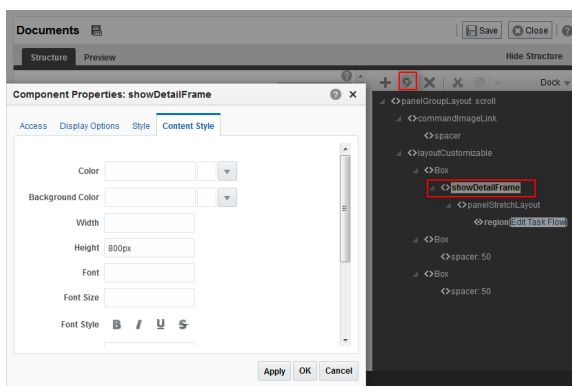 Documents
Save
Close
Structure
Preview
Hide Structure
Dock
Component Properties: showDetailFrame
Access
Display Options
Style
Content Style
Color
Background Color
Width
Height 800px
Font
Font Size
Font Style B I U S
Apply
OK
Cancel
<>panelGroupLayout: scroll
<>commandImageLink
<>spacer
<>layoutCustomizable
<>Box
<>showDetailFrame
<>panelStretchLayout
<>region Edit Task Flow
<>Box
<>spacer: 50
<>Box
<>spacer: 50